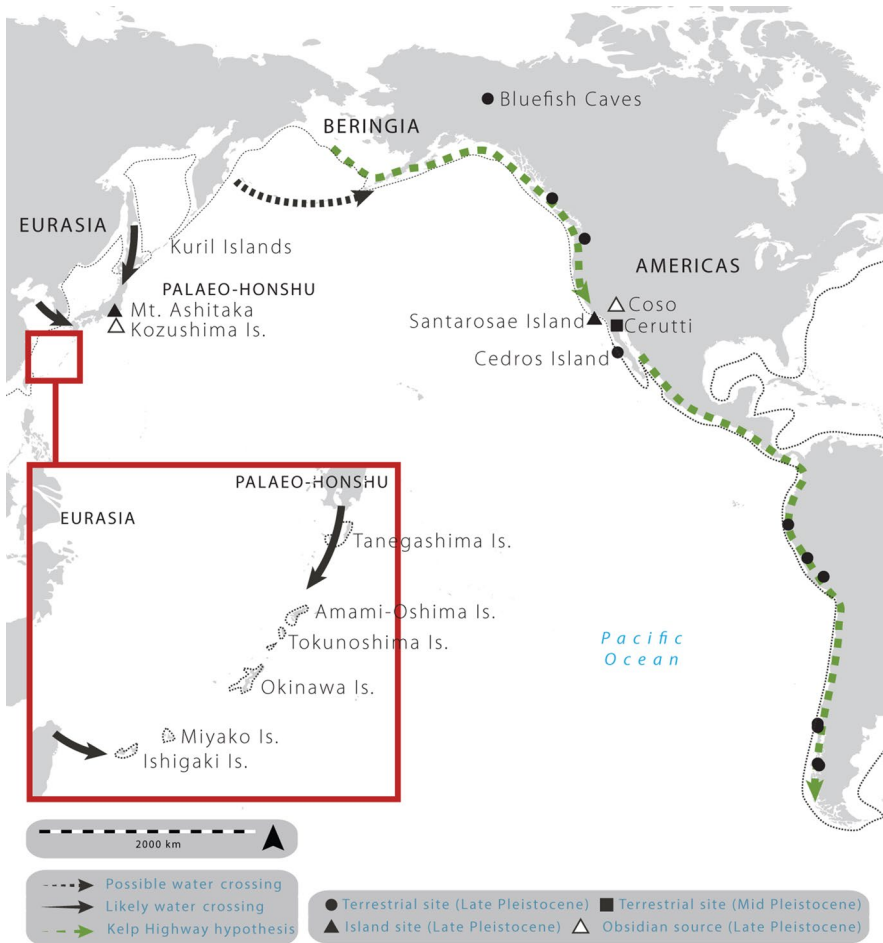 Bluefish Caves
BERINGIA
EURASIA
Kuril Islands
PALAEO-HONSHU
AMERICAS
Mt. Ashitaka
Coso
Santarosae Island
Kozushima Is.
Cerutti
Cedros Island
PALAEO-HONSHU
EURASIA
Tanegashima Is.
Amami-Oshima Is.
Tokunoshima Is.
Okinawa Is.
Miyako Is.
Ishigaki Is.
Pacific
Ocean
2000 km
Possible water crossing
Likely water crossing
Kelp Highway hypothesis
Terrestrial site (Late Pleistocene)
Terrestrial site (Mid Pleistocene)
Island site (Late Pleistocene)
Obsidian source (Late Pleistocene)